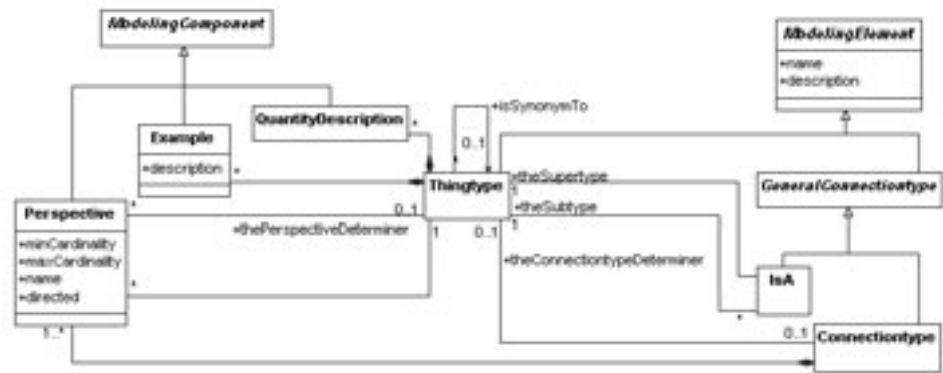 ModelingComponent
ModelingElement
+name
+description
QuantityDescription
*
+isSynonymTo
0..1
Example
+description
*
Thingtype
+theSupertype
1
GeneralConnectiontype
Perspective
+minCardinality
+maxCardinality
+name
+directed
*
0..1
+thePerspectiveDeterminer
1
+theSubtype
1
0..1
+theConnectiontypeDeterminer
*
IsA
*
1..*
0..1
Connectiontype